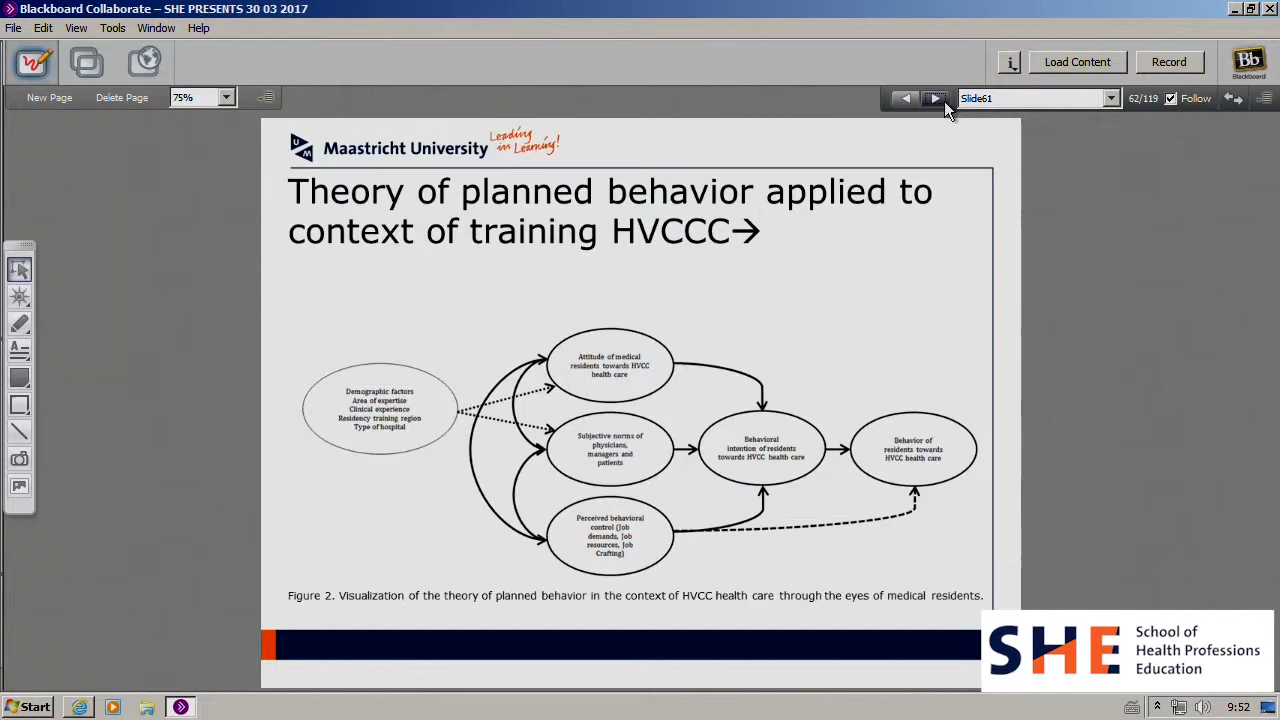 Blackboard Collaborate – SHE PRESENTS 30 03 2017
File Edit View Tools Window Help
i Load Content Record Bb
Blackboard
New Page Delete Page 75% Slide61 62/119 Follow
UM Maastricht University Leading
in Learning!
Theory of planned behavior applied to
context of training HVCCC→
Attitude of medical
residents towards HVCC
health care
Demographic factors
Area of expertise
Clinical experience
Residency training region
Type of hospital
Subjective norms of
physicians,
managers and
patients
Behavioral
intention of residents
towards HVCC health care
Behavior of
residents towards
HVCC health care
Perceived behavioral
control (Job
demands, Job
resources, Job
Crafting)
Figure 2. Visualization of the theory of planned behavior in the context of HVCC health care through the eyes of medical residents.
SHE School of
Health Professions
Education
Start 9:52